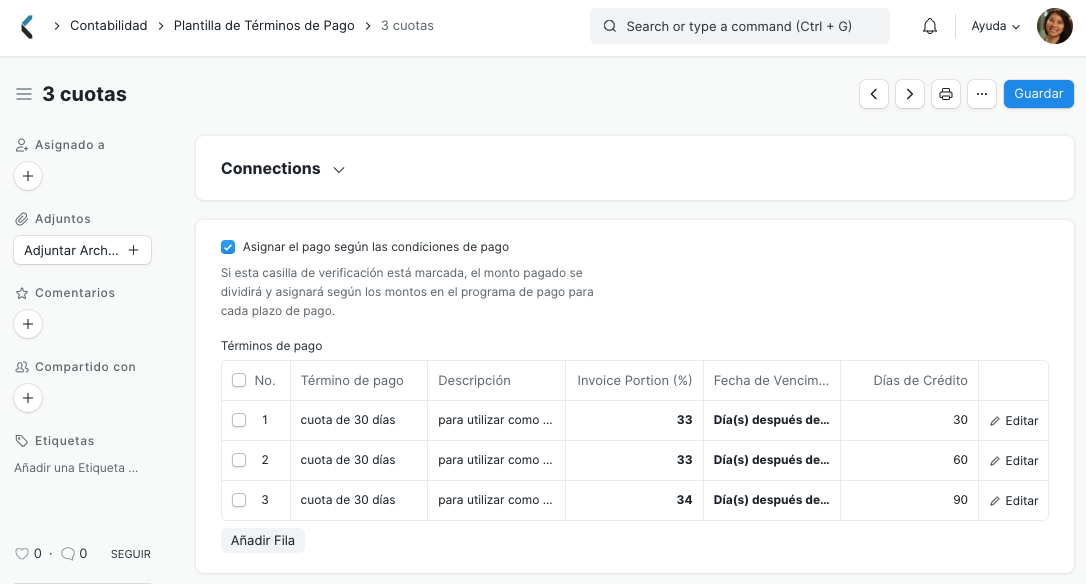 Contabilidad Plantilla de Términos de Pago 3 cuotas Search or type a command (Ctrl + G) Ayuda
3 cuotas Guardar
Asignado a
Adjuntos
Adjuntar Arch...
Comentarios
Compartido con
Etiquetas
Añadir una Etiqueta ...
0 · 0 SEGUIR
Connections
Asignar el pago según las condiciones de pago
Si esta casilla de verificación está marcada, el monto pagado se
dividirá y asignará según los montos en el programa de pago para
cada plazo de pago.
Términos de pago
No. Término de pago Descripción Invoice Portion (%) Fecha de Vencim... Días de Crédito
1 cuota de 30 días para utilizar como ... 33 Día(s) después de... 30 Editar
2 cuota de 30 días para utilizar como ... 33 Día(s) después de... 60 Editar
3 cuota de 30 días para utilizar como ... 34 Día(s) después de... 90 Editar
Añadir Fila